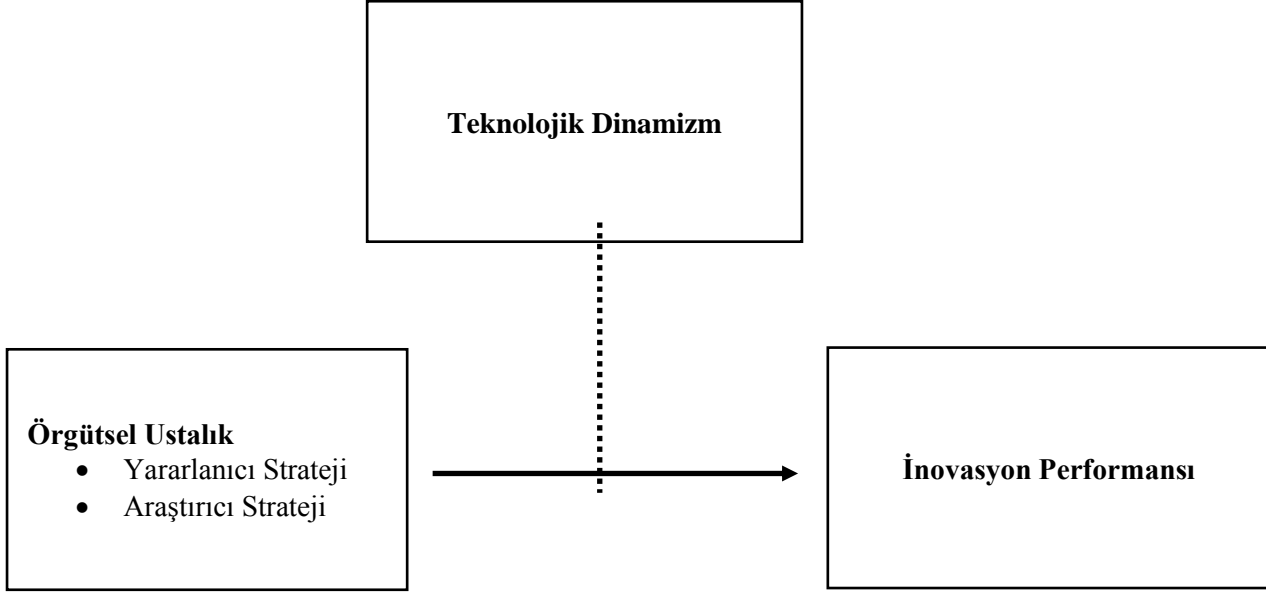 Teknolojik Dinamizm
Örgütsel Ustalık
• Yararlanıcı Strateji
• Araştırıcı Strateji
İnovasyon Performansı